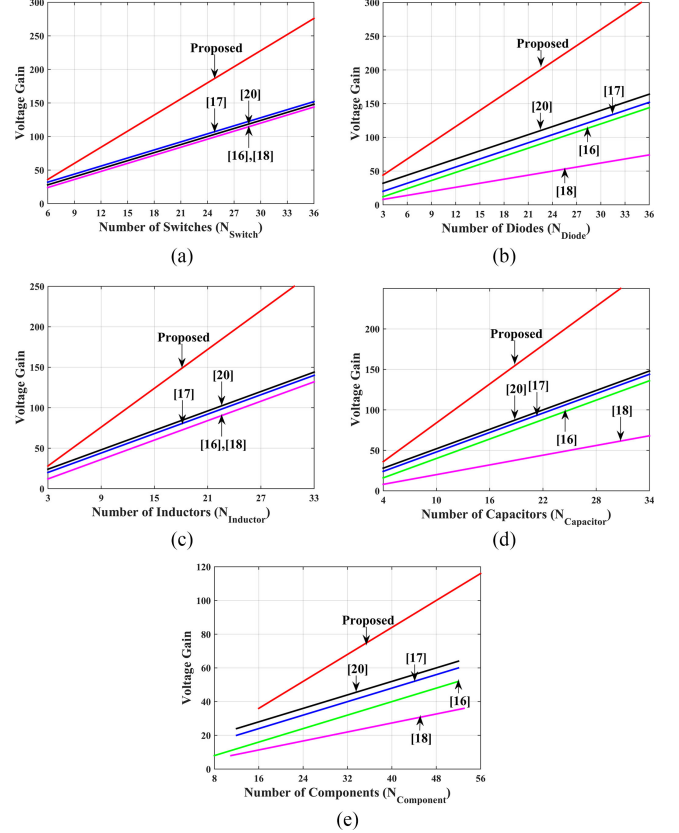 300
250
200
150
100
50
0
Voltage Gain
Proposed
[17]
[20]
[16],[18]
6 9 12 15 18 21 24 27 30 33 36
Number of Switches (N_Switch)
(a)
300
250
200
150
100
50
0
Voltage Gain
Proposed
[17]
[20]
[16]
[18]
3 6 9 12 15 18 21 24 27 30 33 36
Number of Diodes (N_Diode)
(b)
250
200
150
100
50
0
Voltage Gain
Proposed
[20]
[17]
[16],[18]
3 9 15 21 27 33
Number of Inductors (N_Inductor)
(c)
200
150
100
50
0
Voltage Gain
Proposed
[20]
[17]
[18]
[16]
4 10 16 22 28 34
Number of Capacitors (N_Capacitor)
(d)
120
100
80
60
40
20
0
Voltage Gain
Proposed
[17]
[20]
[16]
[18]
8 16 24 32 40 48 56
Number of Components (N_Component)
(e)